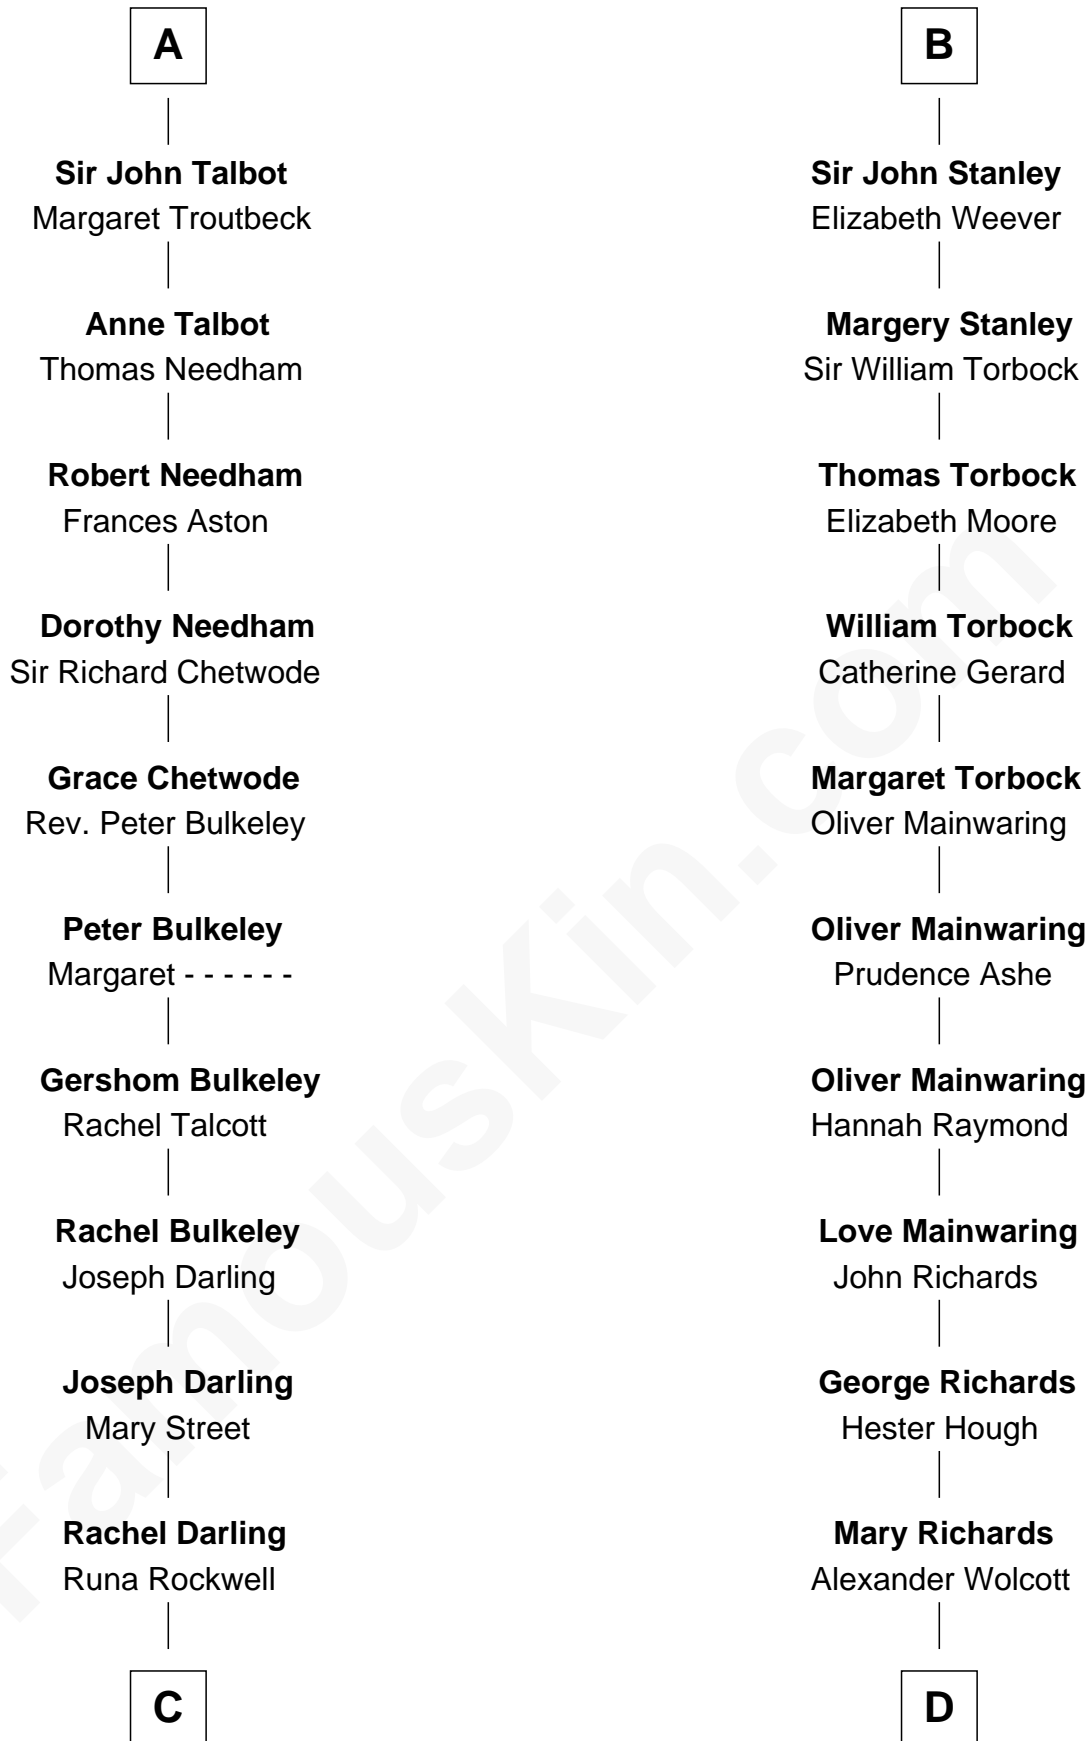 A
Sir John Talbot
Margaret Troutbeck
Anne Talbot
Thomas Needham
Robert Needham
Frances Aston
Dorothy Needham
Sir Richard Chetwode
Grace Chetwode
Rev. Peter Bulkeley
Peter Bulkeley
Margaret - - - - - -
Gershom Bulkeley
Rachel Talcott
Rachel Bulkeley
Joseph Darling
Joseph Darling
Mary Street
Rachel Darling
Runa Rockwell
C
B
Sir John Stanley
Elizabeth Weever
Margery Stanley
Sir William Torbock
Thomas Torbock
Elizabeth Moore
William Torbock
Catherine Gerard
Margaret Torbock
Oliver Mainwaring
Oliver Mainwaring
Prudence Ashe
Oliver Mainwaring
Hannah Raymond
Love Mainwaring
John Richards
George Richards
Hester Hough
Mary Richards
Alexander Wolcott
D
FamousKin.com